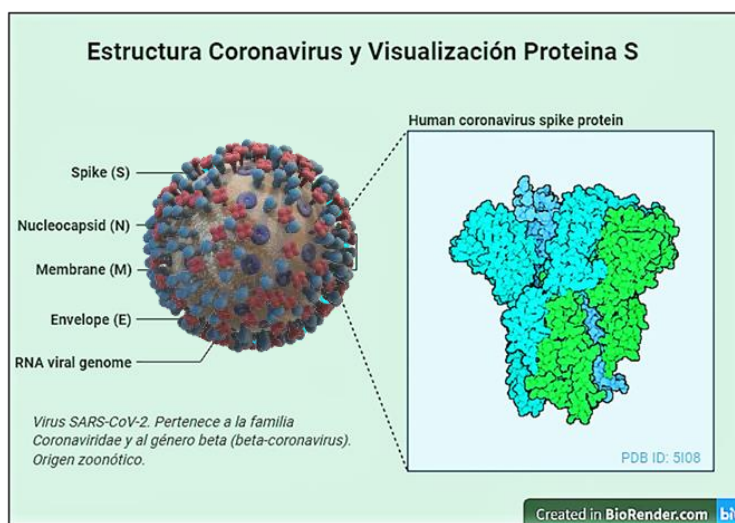 Estructura Coronavirus y Visualización Proteina S
Human coronavirus spike protein
Spike (S)
Nucleocapsid (N)
Membrane (M)
Envelope (E)
RNA viral genome
Virus SARS-CoV-2. Pertenece a la familia
Coronaviridae y al género beta (beta-coronavirus).
Origen zoonótico.
PDB ID: 5I08
Created in BioRender.com